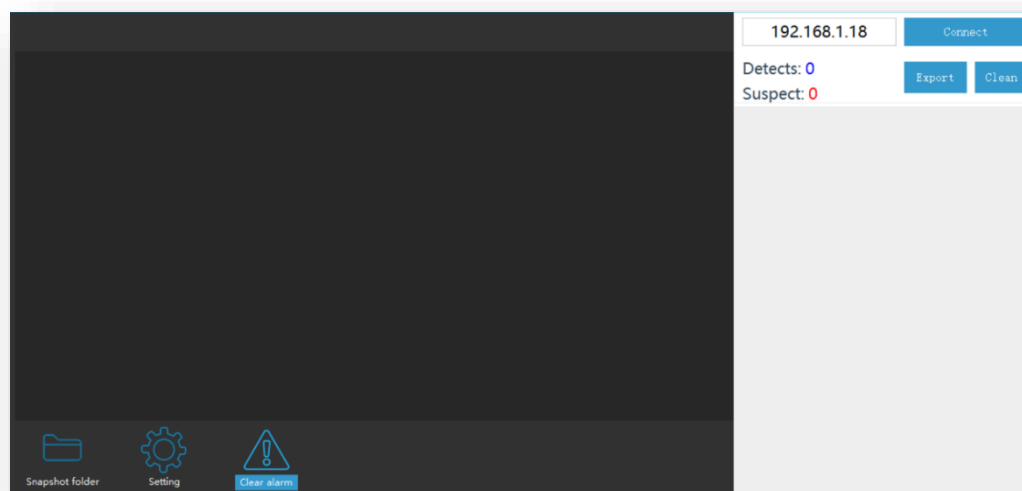 192.168.1.18 Connect
Detects: 0
Suspect: 0
Export Clean
Snapshot folder Setting Clear alarm